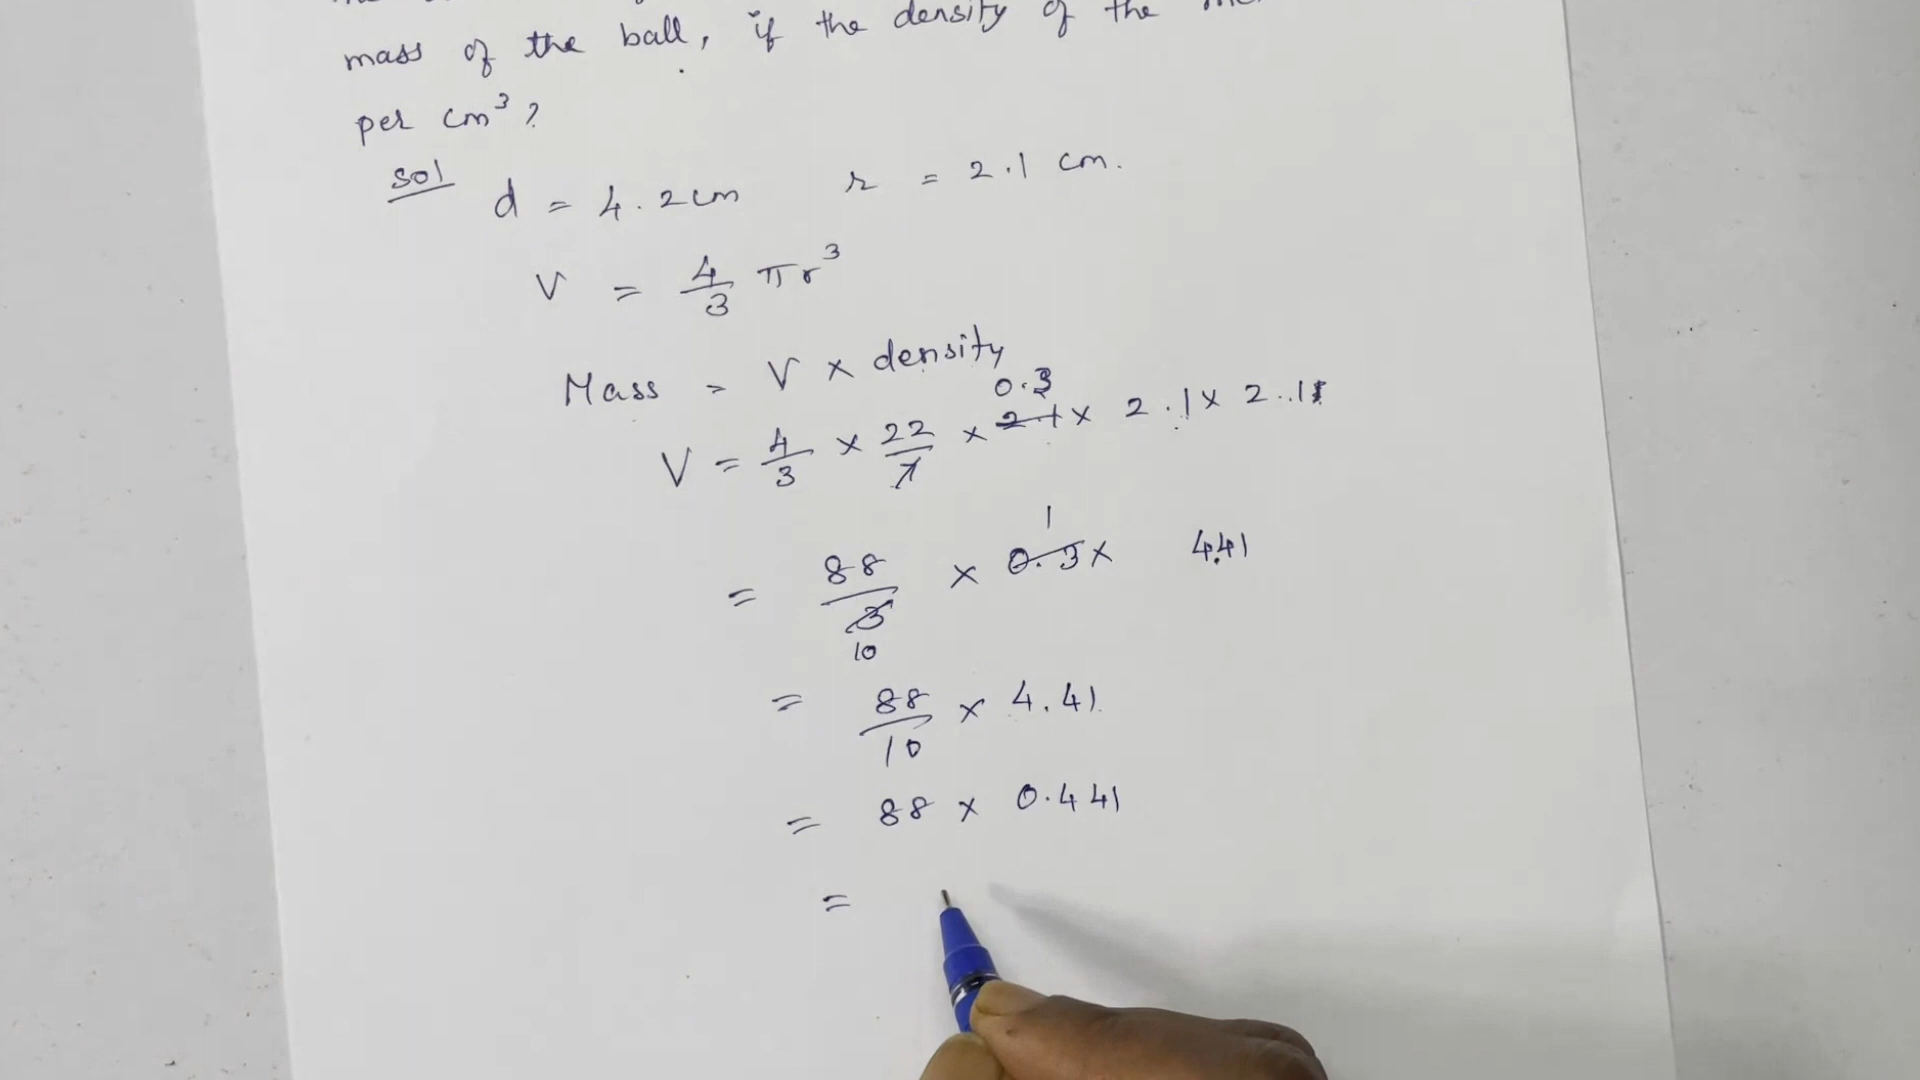 mass of the ball, if the density of the
per cm³?
Sol d = 4.2cm r = 2.1 cm.
V = 4/3 πr³
Mass = V × density
0.3
V = 4/3 × 22/7 × 2.1 × 2.1 × 2.1
1
= 88/3 × 0.3 × 4.41
10
= 88/10 × 4.41
= 88 × 0.441
=